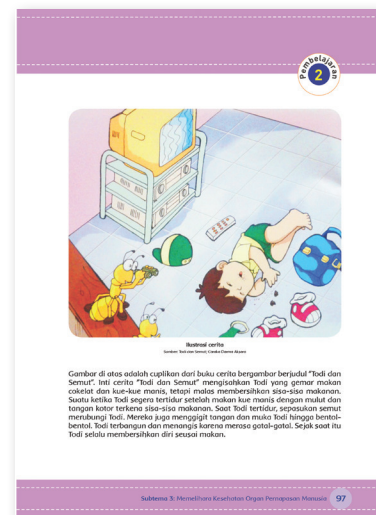 Pembelajaran
2
Ilustrasi cerita
Gambar di atas adalah cuplikan dari buku cerita bergambar berjudul "Todi dan
Semut". Inti cerita "Todi dan Semut" mengisahkan Todi yang gemar makan
cokelat dan kue-kue manis, tetapi malas membersihkan sisa-sisa makanan.
Suatu ketika Todi segera tertidur setelah makan kue manis dengan mulut dan
tangan kotor terkena sisa-sisa makanan. Saat Todi tertidur, sepasukan semut
merubungi Todi. Mereka juga menggigit tangan dan muka Todi hingga bentol-
bentol. Todi terbangun dan menangis karena merasa gatal-gatal. Sejak saat itu
Todi selalu membersihkan diri seusai makan.
Subtema 3: Memelihara Kesehatan Organ Pernapasan Manusia 97